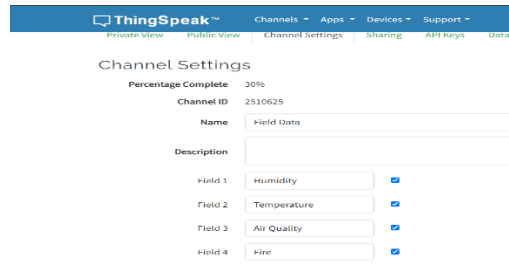 ThingSpeak™ Channels Apps Devices Support
Private View Public View Channel Settings Sharing API Keys Data
Channel Settings
Percentage Complete 30%
Channel ID 2510625
Name Field Data
Description
Field 1 Humidity
Field 2 Temperature
Field 3 Air Quality
Field 4 Fire